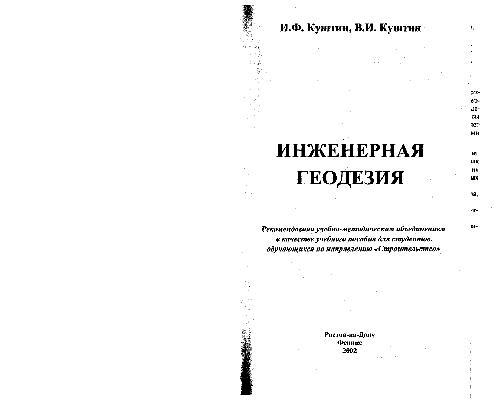 И.Ф. Куштин, В.И. Куштин
ИНЖЕНЕРНАЯ
ГЕОДЕЗИЯ
Рекомендовано учебно-методическим объединением
в качестве учебного пособия для студентов,
обучающихся по направлению «Строительство»
Ростов-на-Дону
Феникс
2002